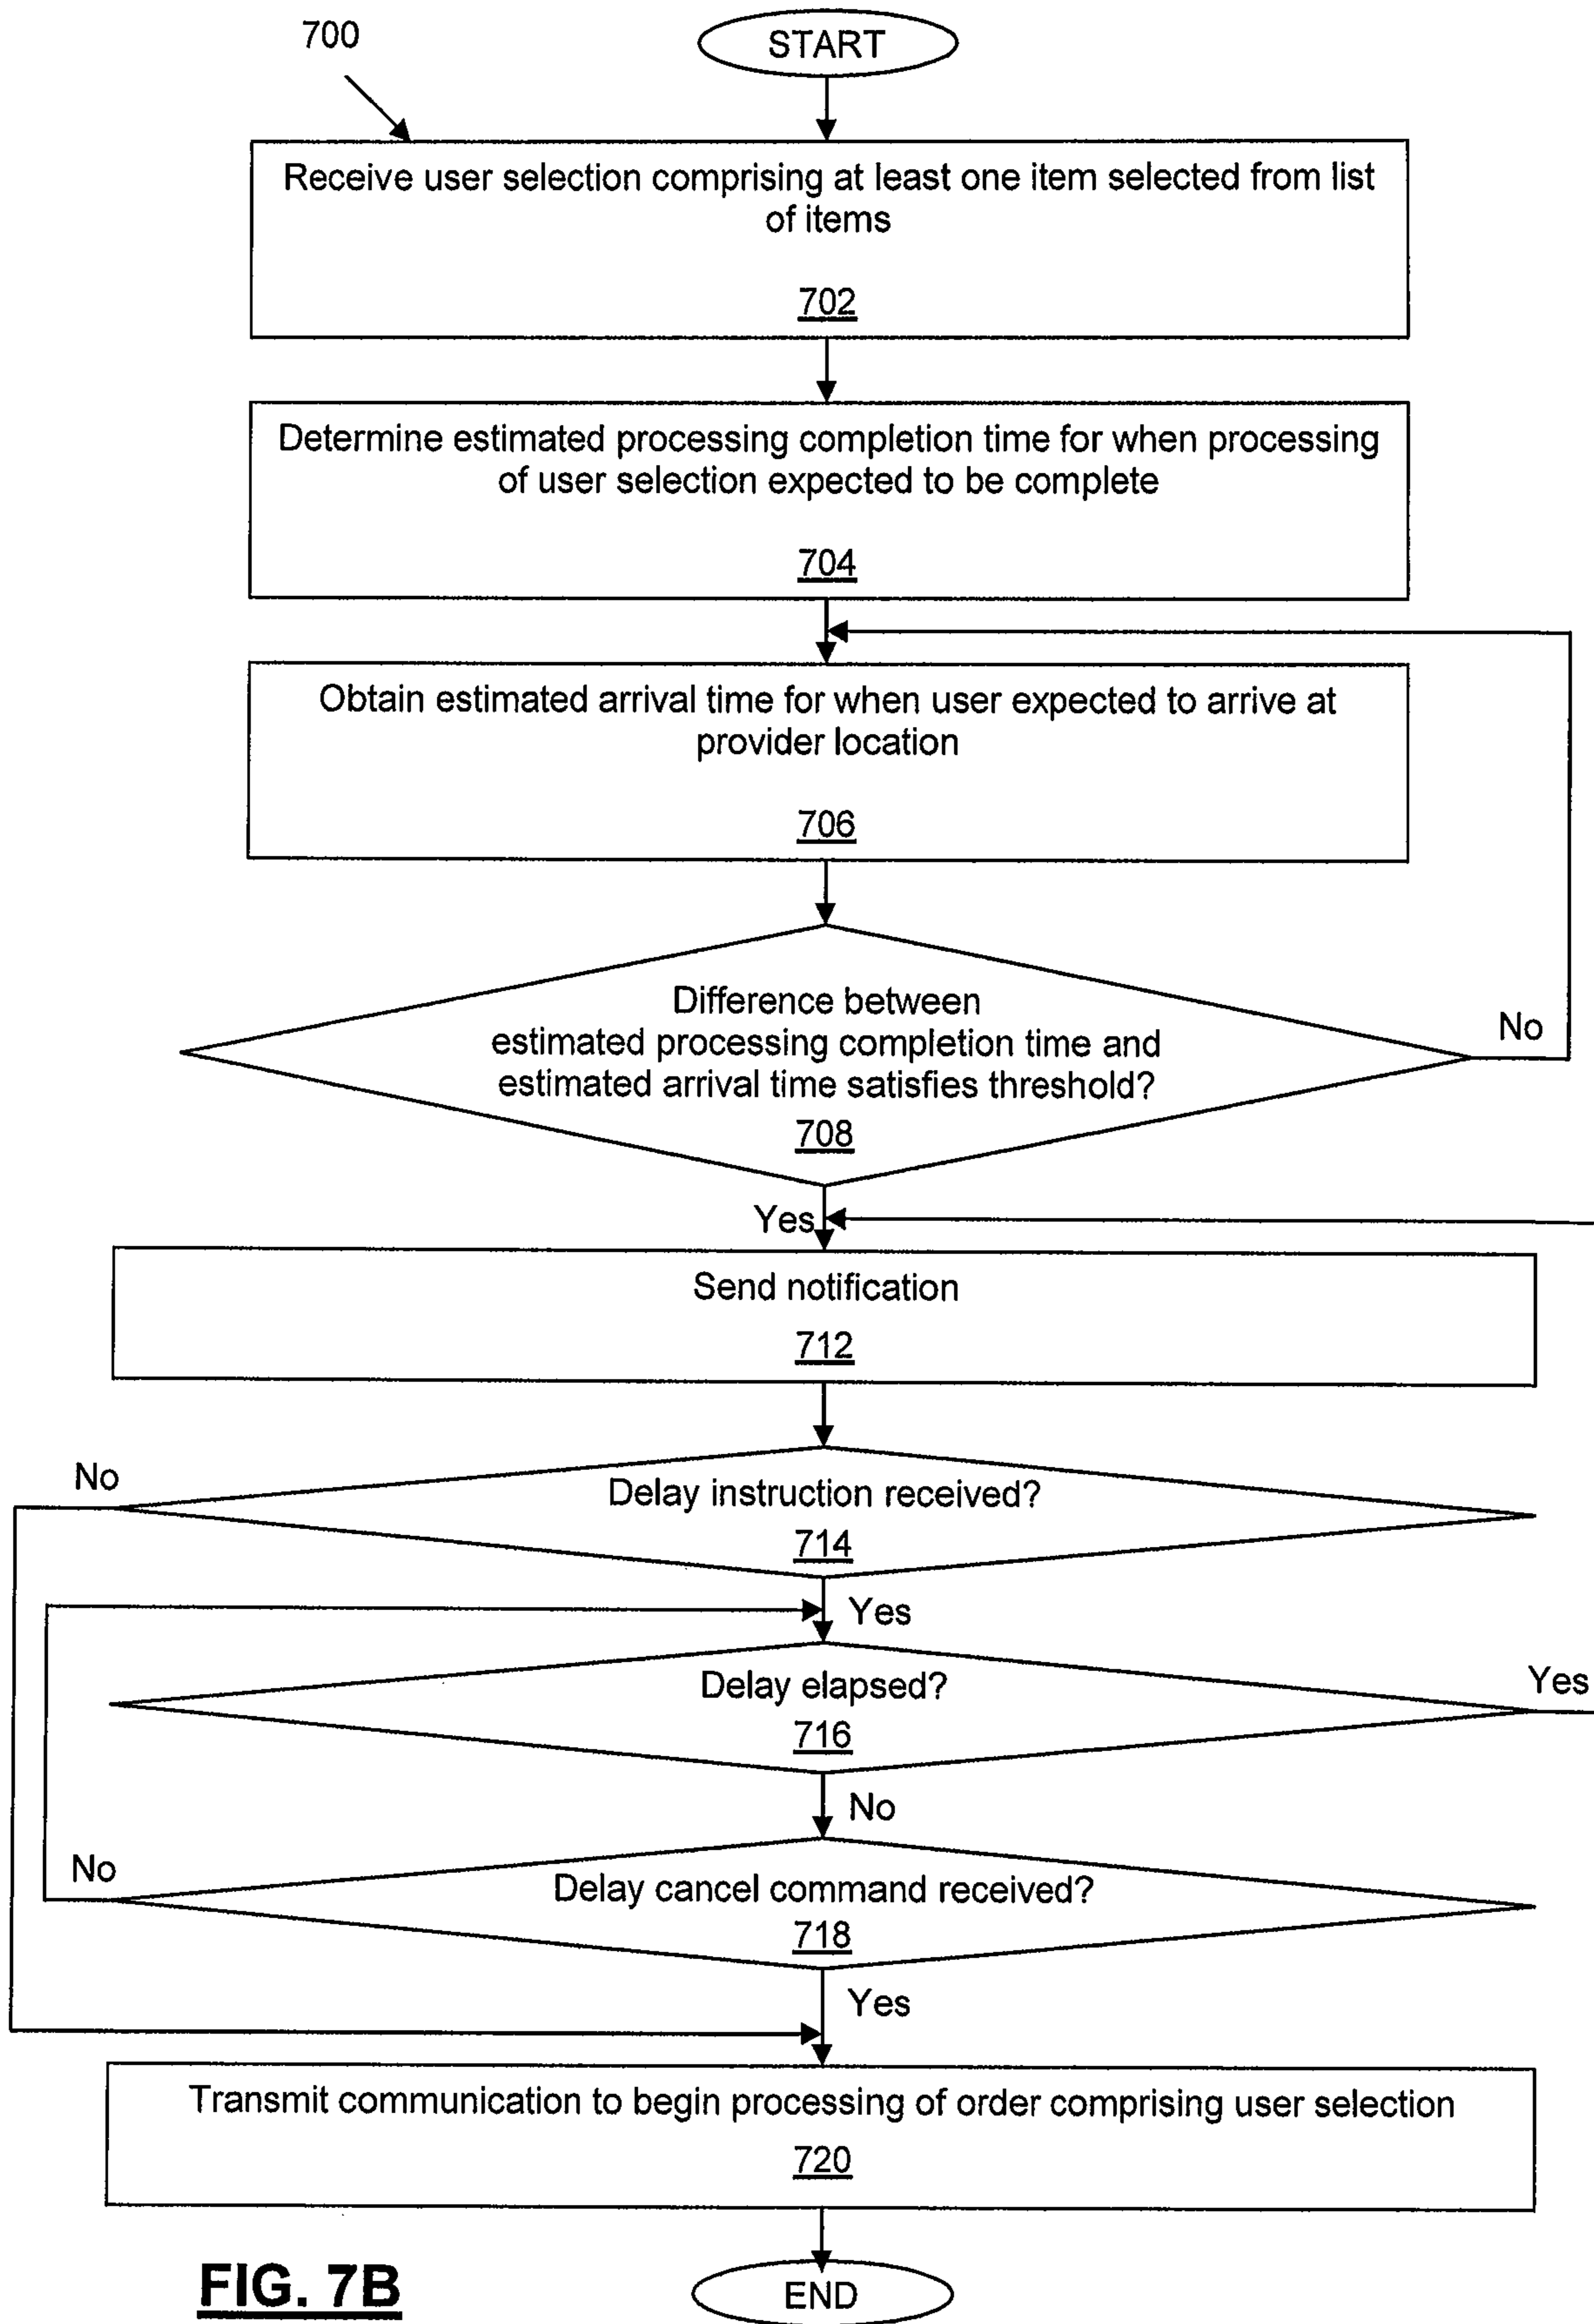 700
START
Receive user selection comprising at least one item selected from list
of items
702
Determine estimated processing completion time for when processing
of user selection expected to be complete
704
Obtain estimated arrival time for when user expected to arrive at
provider location
706
Difference between
estimated processing completion time and
estimated arrival time satisfies threshold?
708
No
Yes
Send notification
712
No
Delay instruction received?
714
Yes
Delay elapsed?
716
Yes
No
No
Delay cancel command received?
718
Yes
Transmit communication to begin processing of order comprising user selection
720
FIG. 7B
END